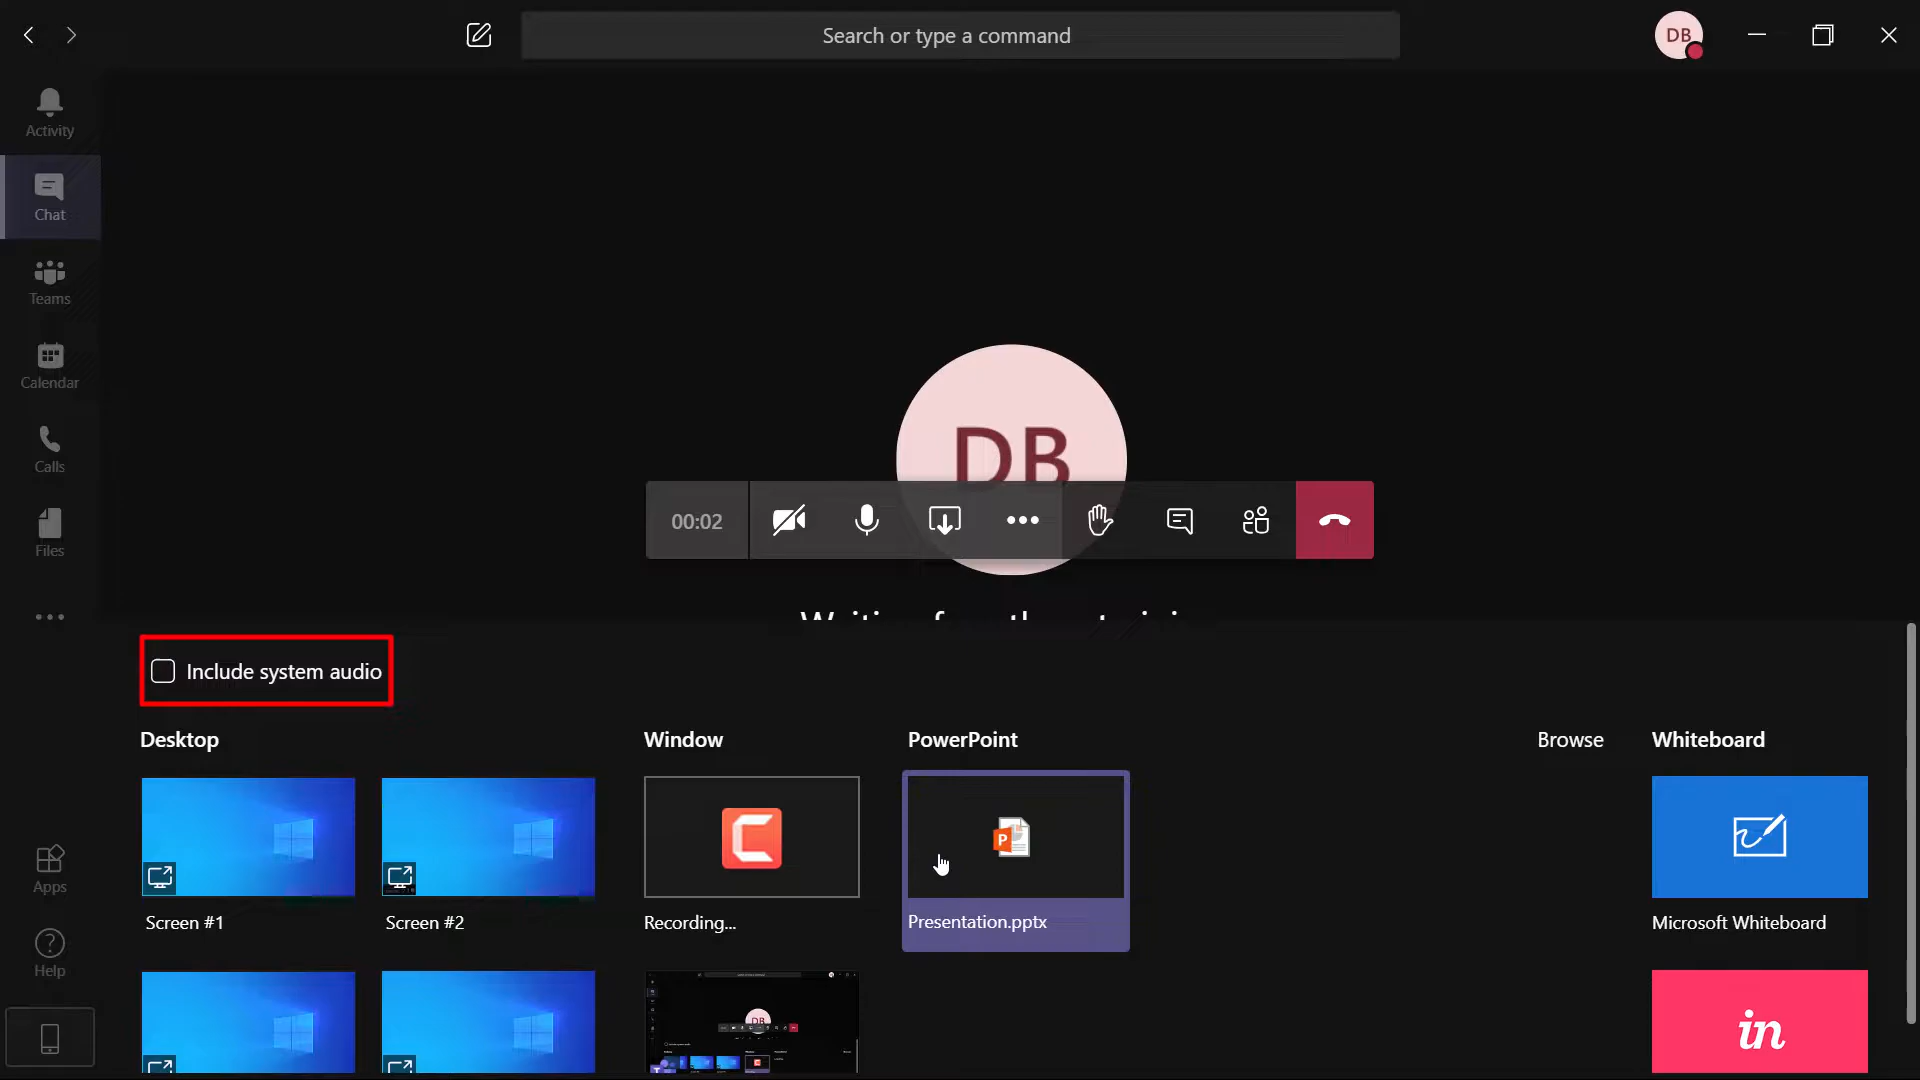 Search or type a command
DB
Activity
Chat
Teams
Calendar
Calls
Files
DB
00:02
Include system audio
Desktop
Window
PowerPoint
Browse
Whiteboard
Screen #1
Screen #2
Recording...
Presentation.pptx
Microsoft Whiteboard
Apps
Help
DB
in